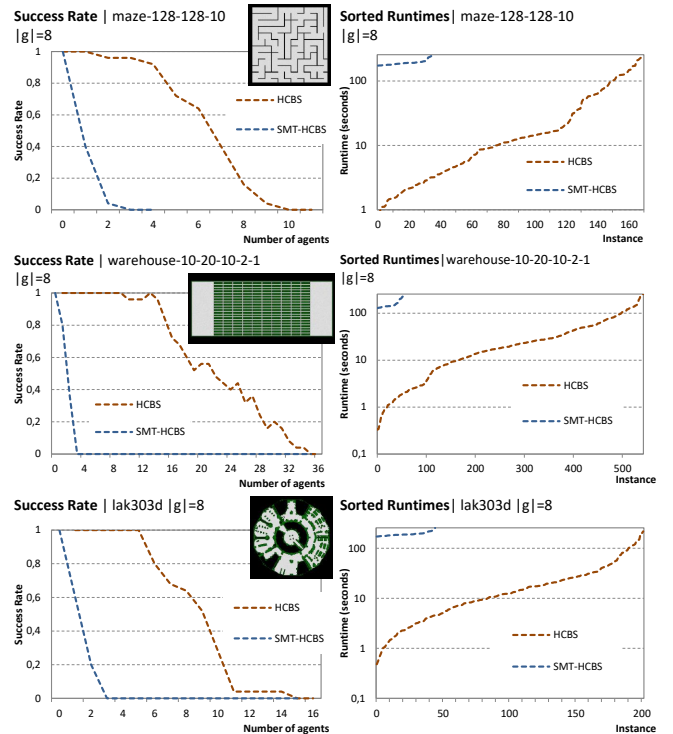 Success Rate | maze-128-128-10
|g|=8
Success Rate
1
0,8
0,6
0,4
0,2
0
0 2 4 6 8 10
Number of agents
HCBS
SMT-HCBS
Sorted Runtimes| maze-128-128-10
|g|=8
Runtime (seconds)
100
10
1
0 20 40 60 80 100 120 140 160
Instance
HCBS
SMT-HCBS
Success Rate | warehouse-10-20-10-2-1
|g|=8
Success Rate
1
0,8
0,6
0,4
0,2
0
0 4 8 12 16 20 24 28 32 36
Number of agents
HCBS
SMT-HCBS
Sorted Runtimes|warehouse-10-20-10-2-1
|g|=8
Runtime (seconds)
100
10
1
0,1
0 100 200 300 400 500
Instance
HCBS
SMT-HCBS
Success Rate | lak303d |g|=8
Success Rate
1
0,8
0,6
0,4
0,2
0
0 2 4 6 8 10 12 14 16
Number of agents
HCBS
SMT-HCBS
Sorted Runtimes| lak303d |g|=8
Runtime (seconds)
100
10
1
0,1
0 50 100 150 200
Instance
HCBS
SMT-HCBS